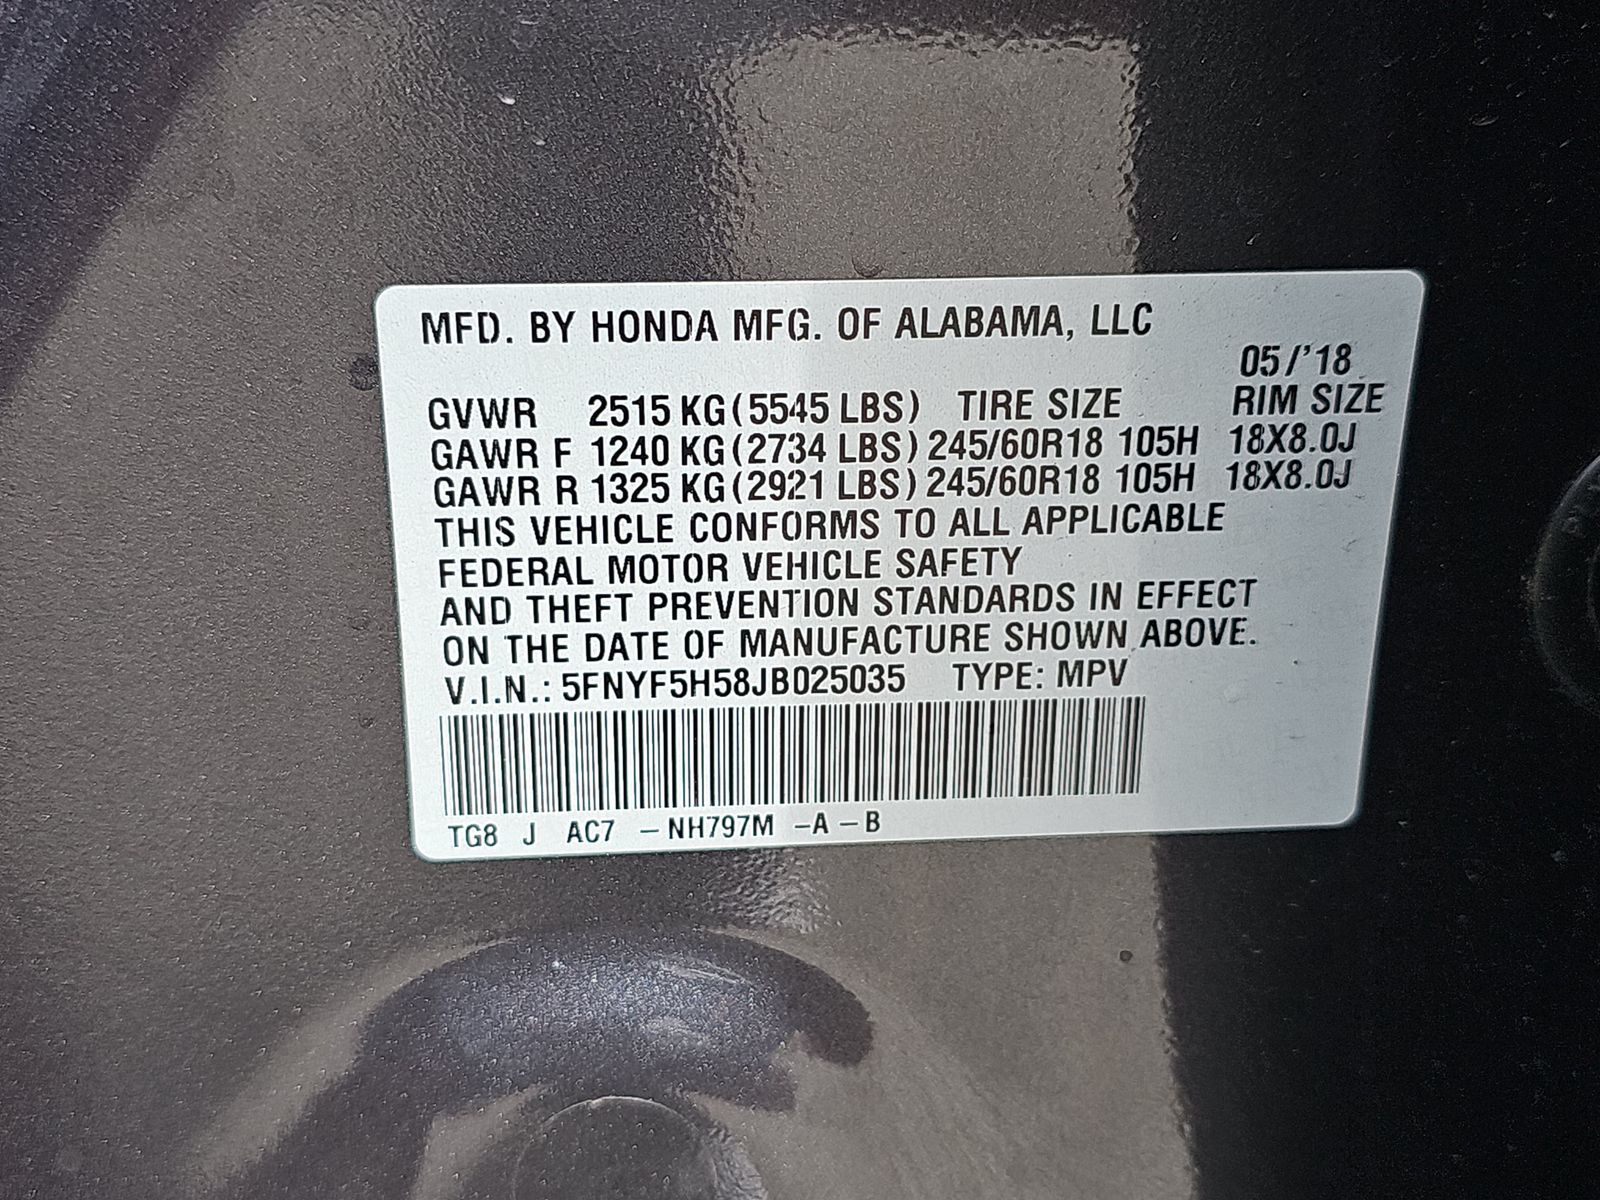 MFD. BY HONDA MFG. OF ALABAMA, LLC
05/'18
GVWR 2515 KG (5545 LBS) TIRE SIZE RIM SIZE
GAWR F 1240 KG (2734 LBS) 245/60R18 105H 18X8.0J
GAWR R 1325 KG (2921 LBS) 245/60R18 105H 18X8.0J
THIS VEHICLE CONFORMS TO ALL APPLICABLE
FEDERAL MOTOR VEHICLE SAFETY
AND THEFT PREVENTION STANDARDS IN EFFECT
ON THE DATE OF MANUFACTURE SHOWN ABOVE.
V.I.N.: 5FNYF5H58JB025035 TYPE: MPV
TG8 J AC7 -NH797M -A-B